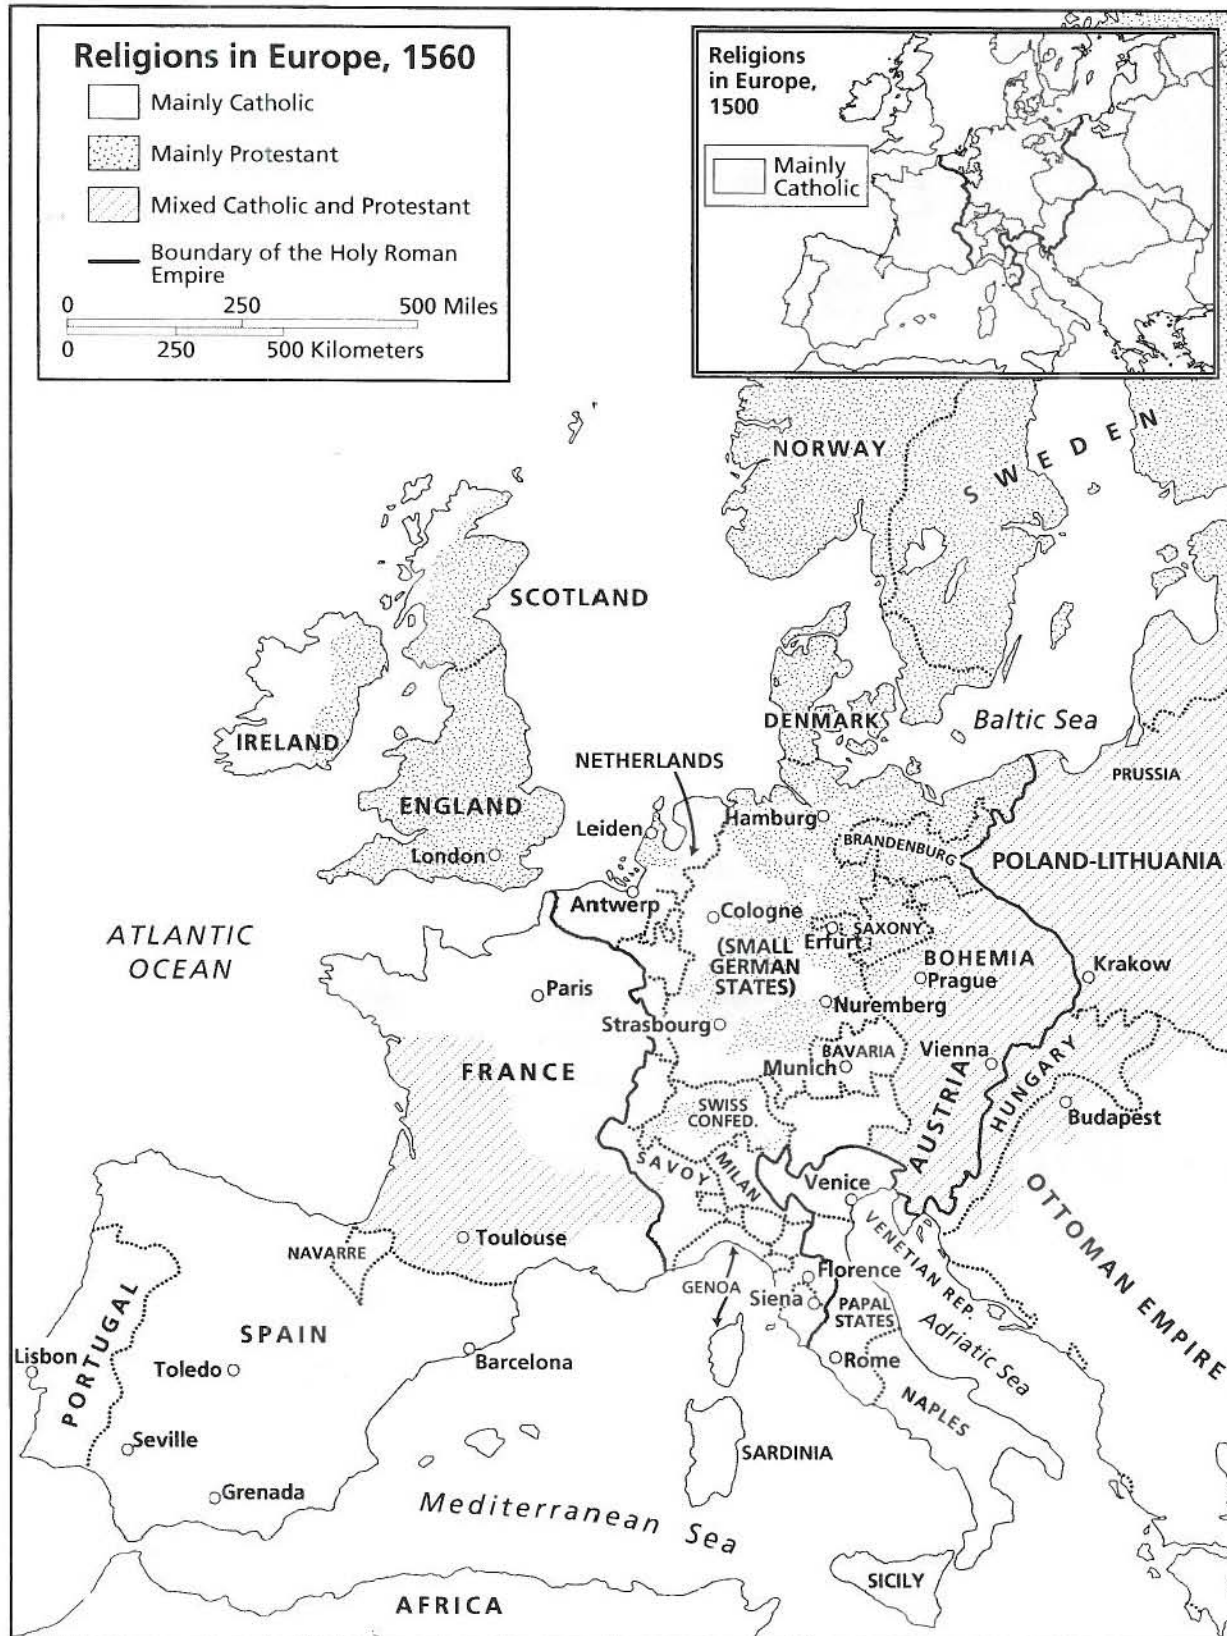 Religions in Europe, 1560
Mainly Catholic
Mainly Protestant
Mixed Catholic and Protestant
Boundary of the Holy Roman
Empire
0 250 500 Miles
0 250 500 Kilometers
Religions
in Europe,
1500
Mainly
Catholic
NORWAY
SWEDEN
SCOTLAND
IRELAND
DENMARK
Baltic Sea
NETHERLANDS
PRUSSIA
ENGLAND
Leiden
Hamburg
BRANDENBURG
London
POLAND-LITHUANIA
Antwerp
Cologne
ATLANTIC
OCEAN
Erfurt
SAXONY
(SMALL
GERMAN
STATES)
BOHEMIA
Prague
Krakow
Paris
Nuremberg
Strasbourg
FRANCE
BAVARIA
Munich
Vienna
AUSTRIA
HUNGARY
Budapest
SWISS
CONFED.
SAVOY
MILAN
Venice
OTTOMAN EMPIRE
NAVARRE
Toulouse
VENETIAN REP.
GENOA
Florence
Siena
PAPAL
STATES
Adriatic Sea
PORTUGAL
SPAIN
Lisbon
Toledo
Barcelona
Rome
NAPLES
Seville
SARDINIA
Grenada
Mediterranean Sea
SICILY
AFRICA